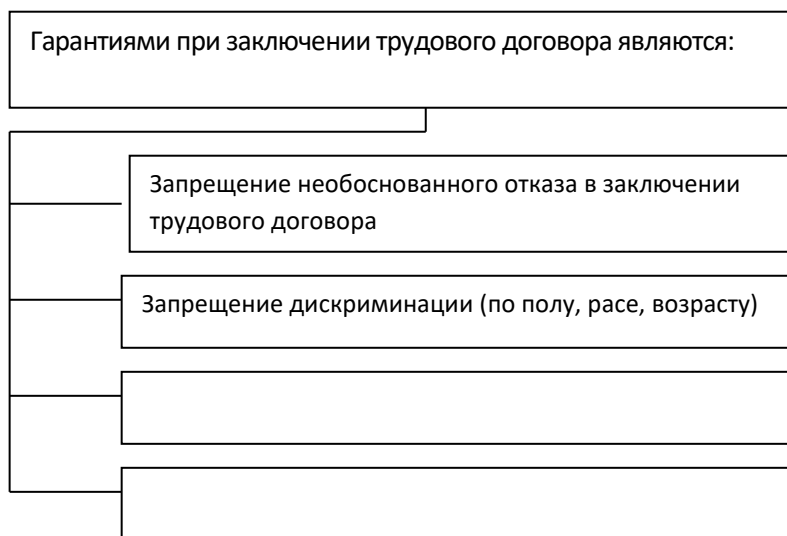 Гарантиями при заключении трудового договора являются:
Запрещение необоснованного отказа в заключении
трудового договора
Запрещение дискриминации (по полу, расе, возрасту)